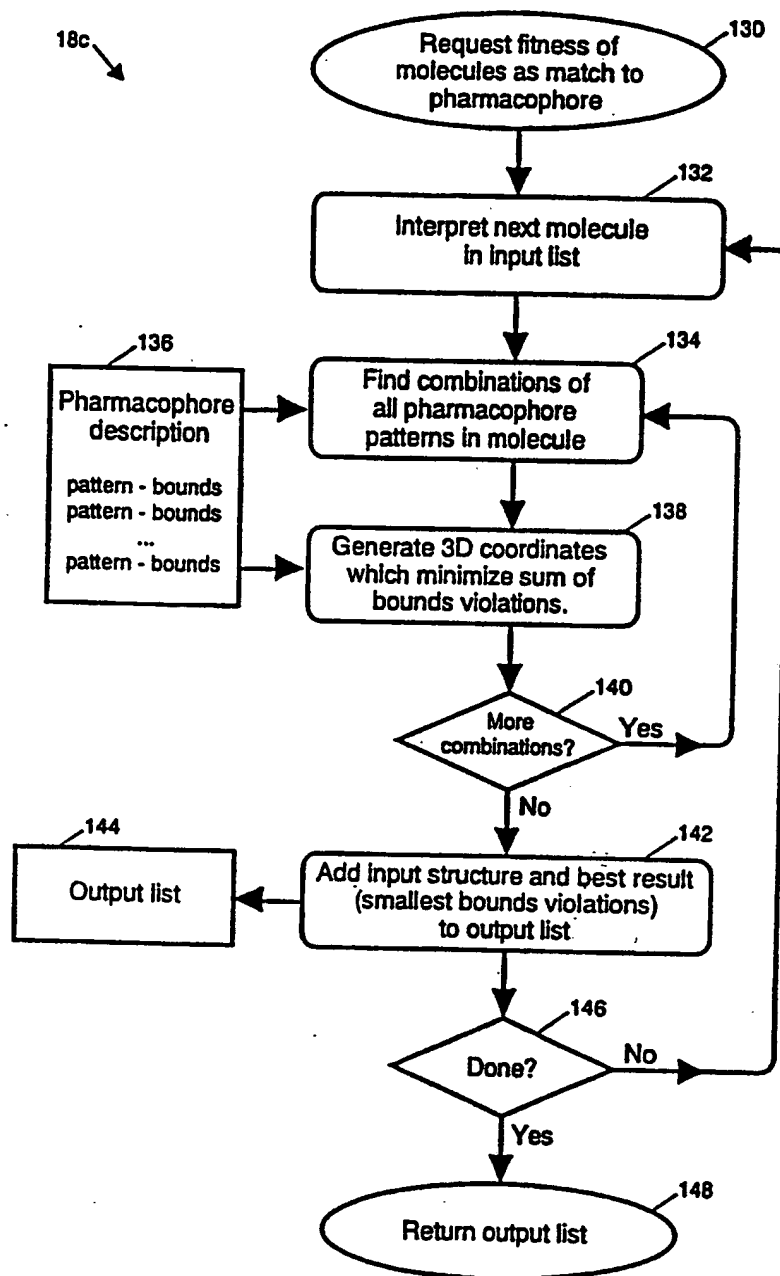 18c
130
Request fitness of
molecules as match to
pharmacophore
132
Interpret next molecule
in input list
136
134
Pharmacophore
description
pattern - bounds
pattern - bounds
...
pattern - bounds
Find combinations of
all pharmacophore
patterns in molecule
138
Generate 3D coordinates
which minimize sum of
bounds violations.
140
More
combinations?
Yes
No
144
142
Output list
Add input structure and best result
(smallest bounds violations)
to output list
146
Done?
No
Yes
148
Return output list